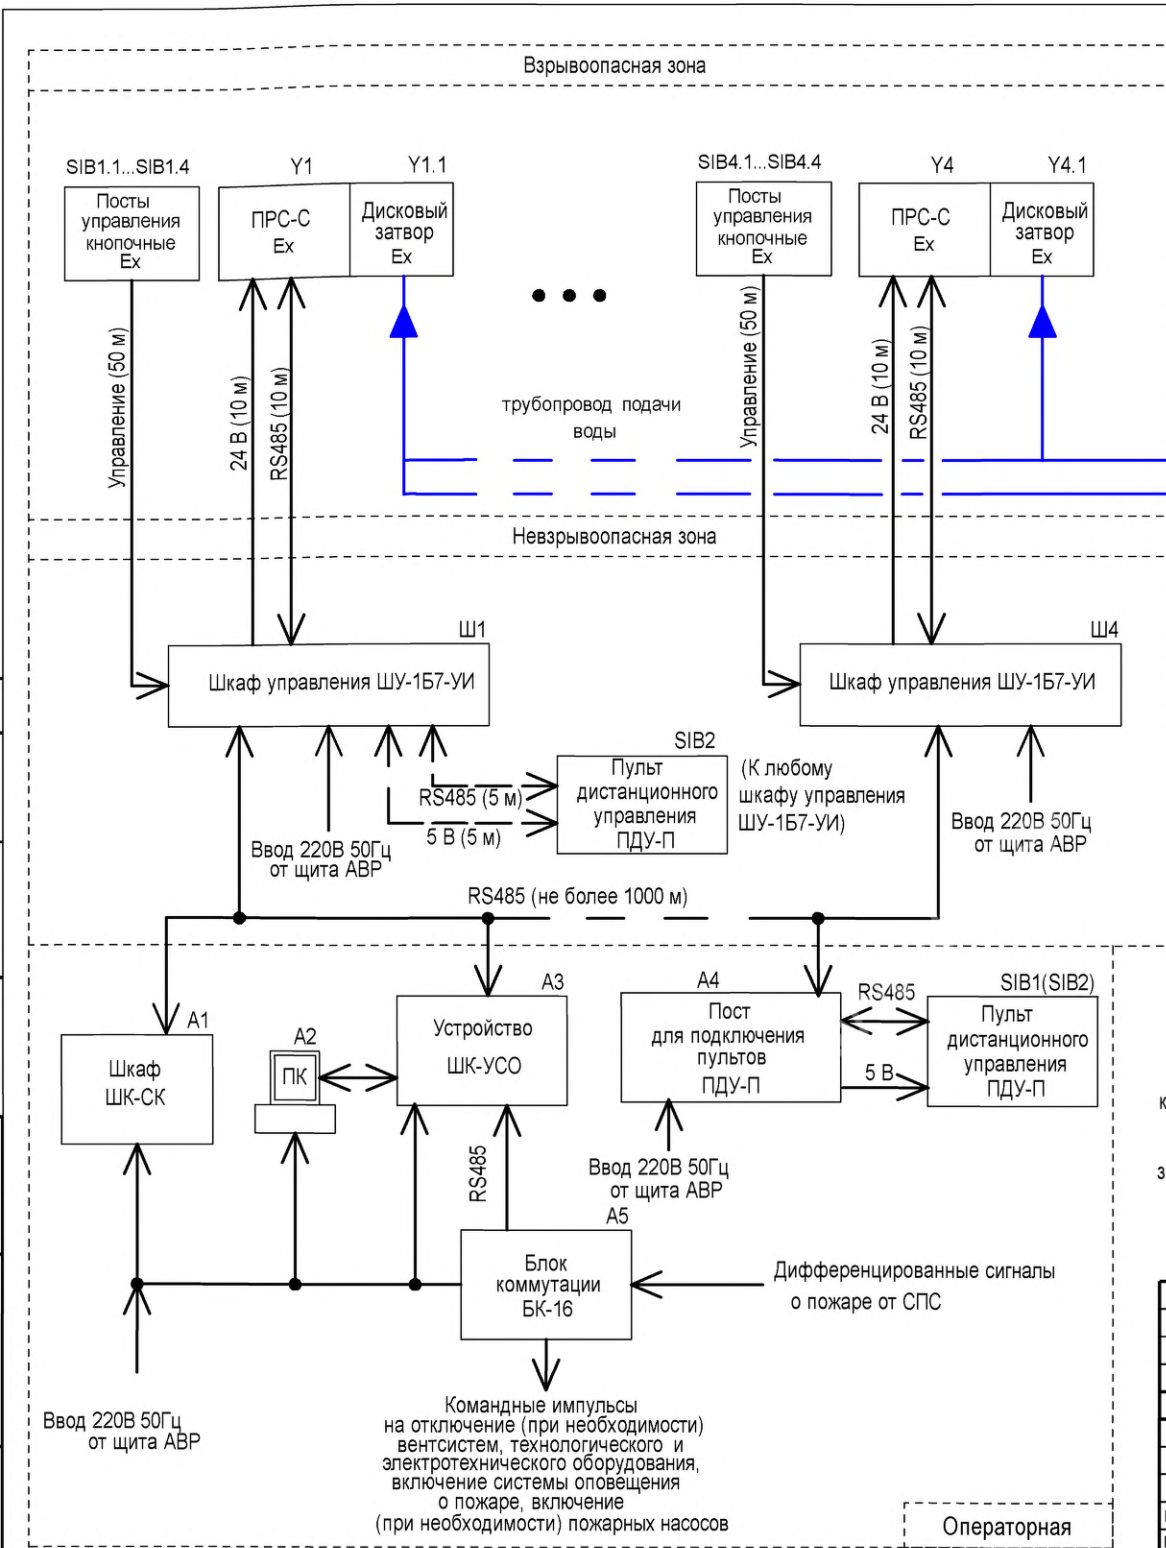 Взрывоопасная зона
SIB1.1...SIB1.4
Y1
Y1.1
SIB4.1...SIB4.4
Y4
Y4.1
Посты
управления
кнопочные
Ex
ПРС-С
Ex
Дисковый
затвор
Ex
Посты
управления
кнопочные
Ex
ПРС-С
Ex
Дисковый
затвор
Ex
Управление (50 м)
24 В (10 м)
RS485 (10 м)
трубопровод подачи
воды
Управление (50 м)
24 В (10 м)
RS485 (10 м)
Невзрывоопасная зона
Ш1
Шкаф управления ШУ-1Б7-УИ
Ш4
Шкаф управления ШУ-1Б7-УИ
SIB2
Пульт
дистанционного
управления
ПДУ-П
(К любому
шкафу управления
ШУ-1Б7-УИ)
RS485 (5 м)
5 В (5 м)
Ввод 220В 50Гц
от щита АВР
Ввод 220В 50Гц
от щита АВР
RS485 (не более 1000 м)
А1
Шкаф
ШК-СК
А2
ПК
А3
Устройство
ШК-УСО
А4
Пост
для подключения
пультов
ПДУ-П
RS485
5 В
SIB1(SIB2)
Пульт
дистанционного
управления
ПДУ-П
Ввод 220В 50Гц
от щита АВР
RS485
А5
Блок
коммутации
БК-16
Дифференцированные сигналы
о пожаре от СПС
Ввод 220В 50Гц
от щита АВР
Командные импульсы
на отключение (при необходимости)
вентсистем, технологического и
электротехнического оборудования,
включение системы оповещения
о пожаре, включение
(при необходимости) пожарных насосов
Операторная
к
з